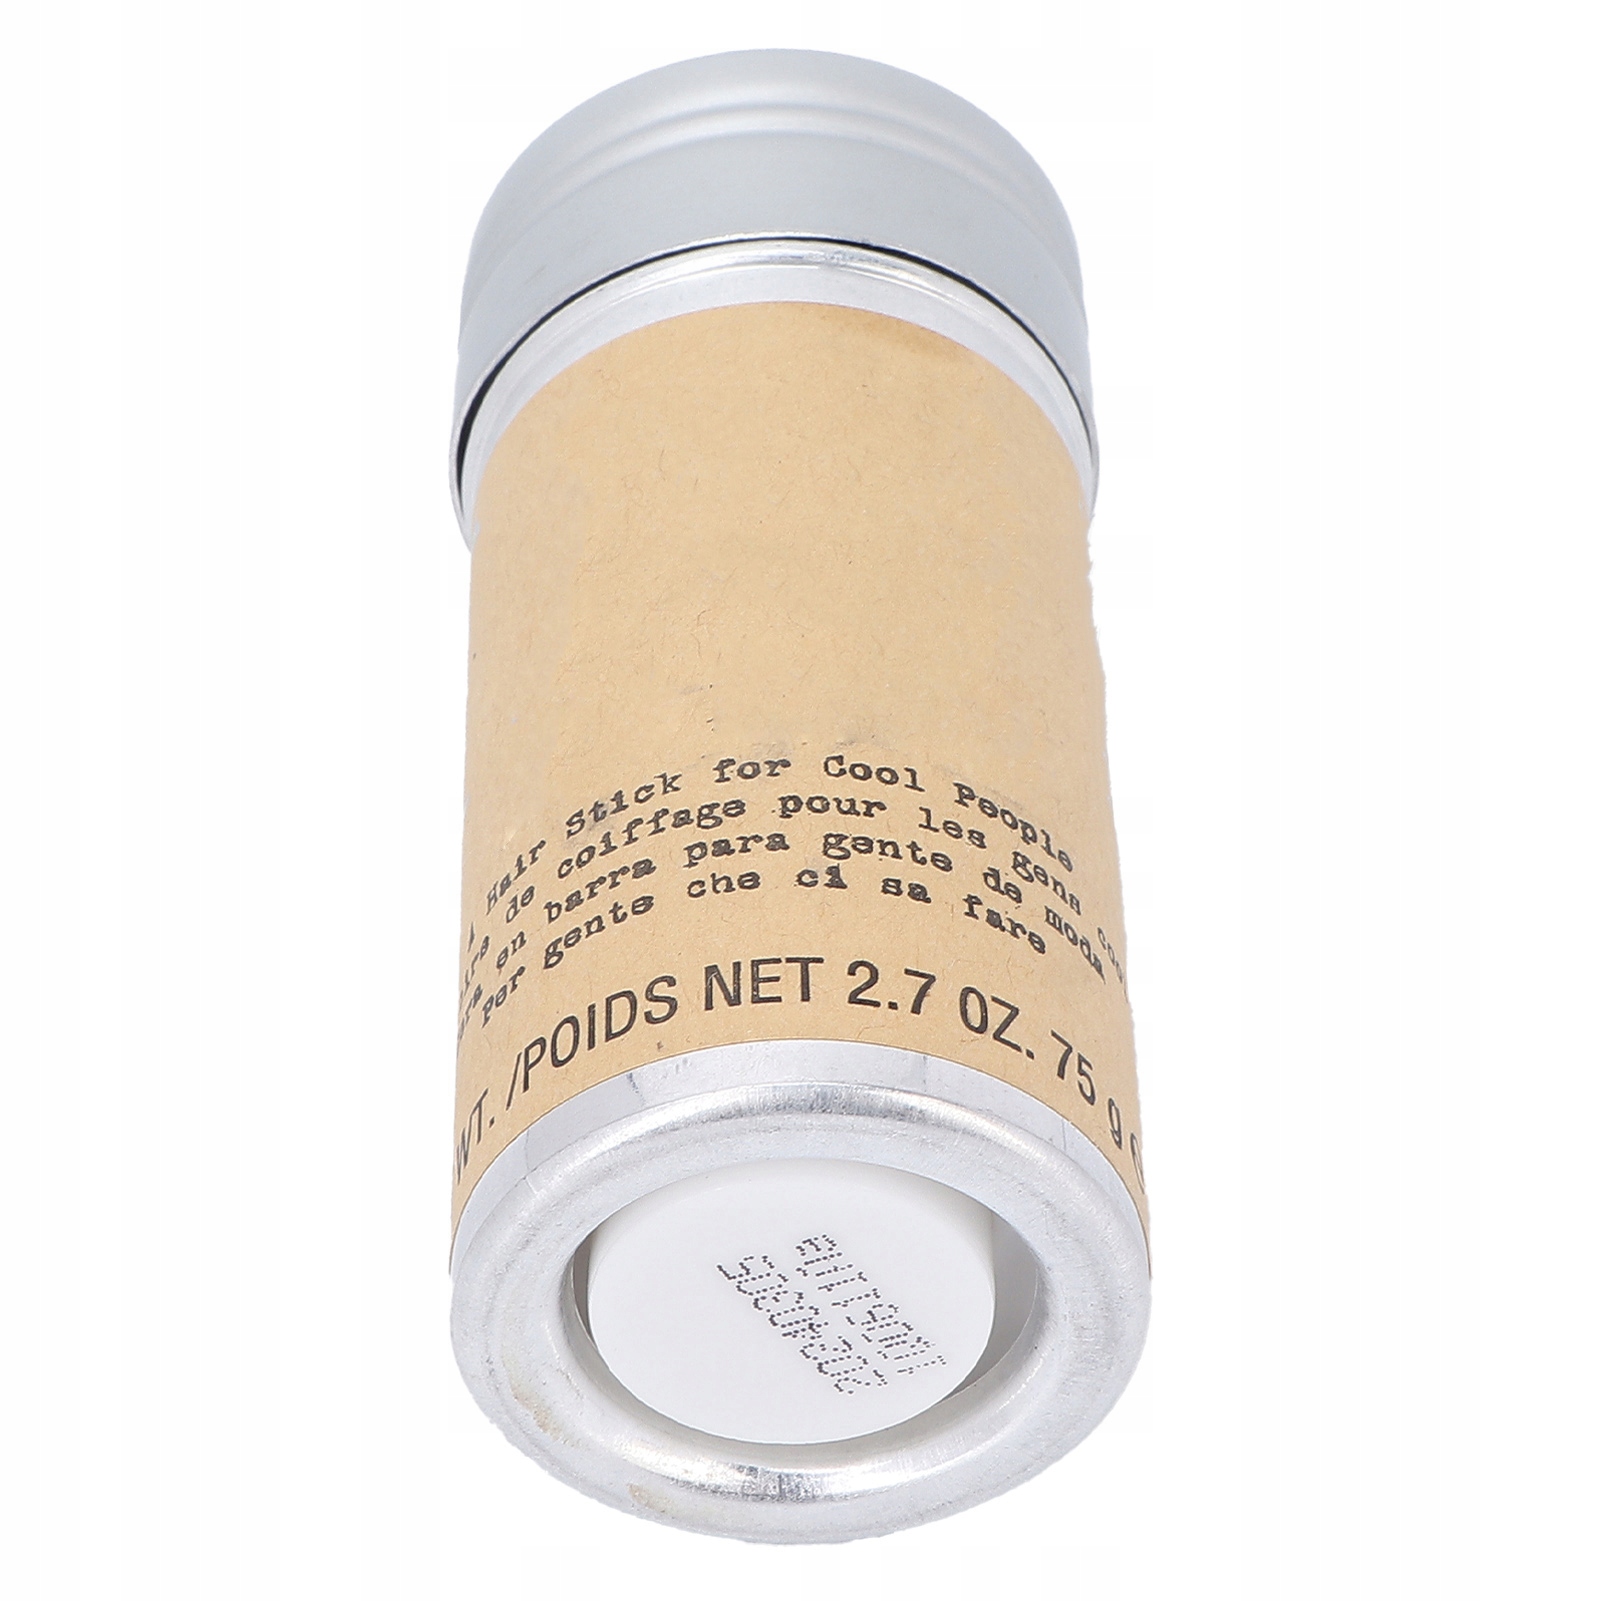 A Hair Stick for Cool People
de coiffage pour les gens
en barra para gente de moda
per gente che ci sa fare
WT. /POIDS NET 2.7 OZ. 75 g